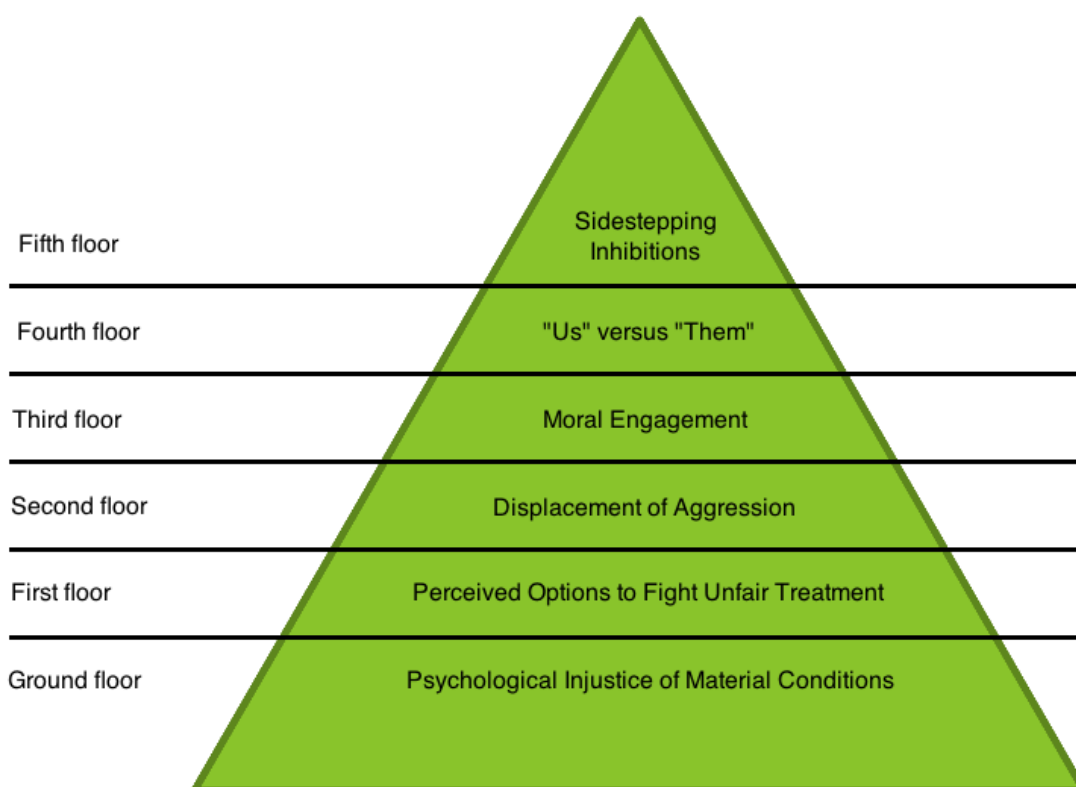 Sidestepping
Inhibitions
Fifth floor
Fourth floor
"Us" versus "Them"
Third floor
Moral Engagement
Second floor
Displacement of Aggression
First floor
Perceived Options to Fight Unfair Treatment
Ground floor
Psychological Injustice of Material Conditions